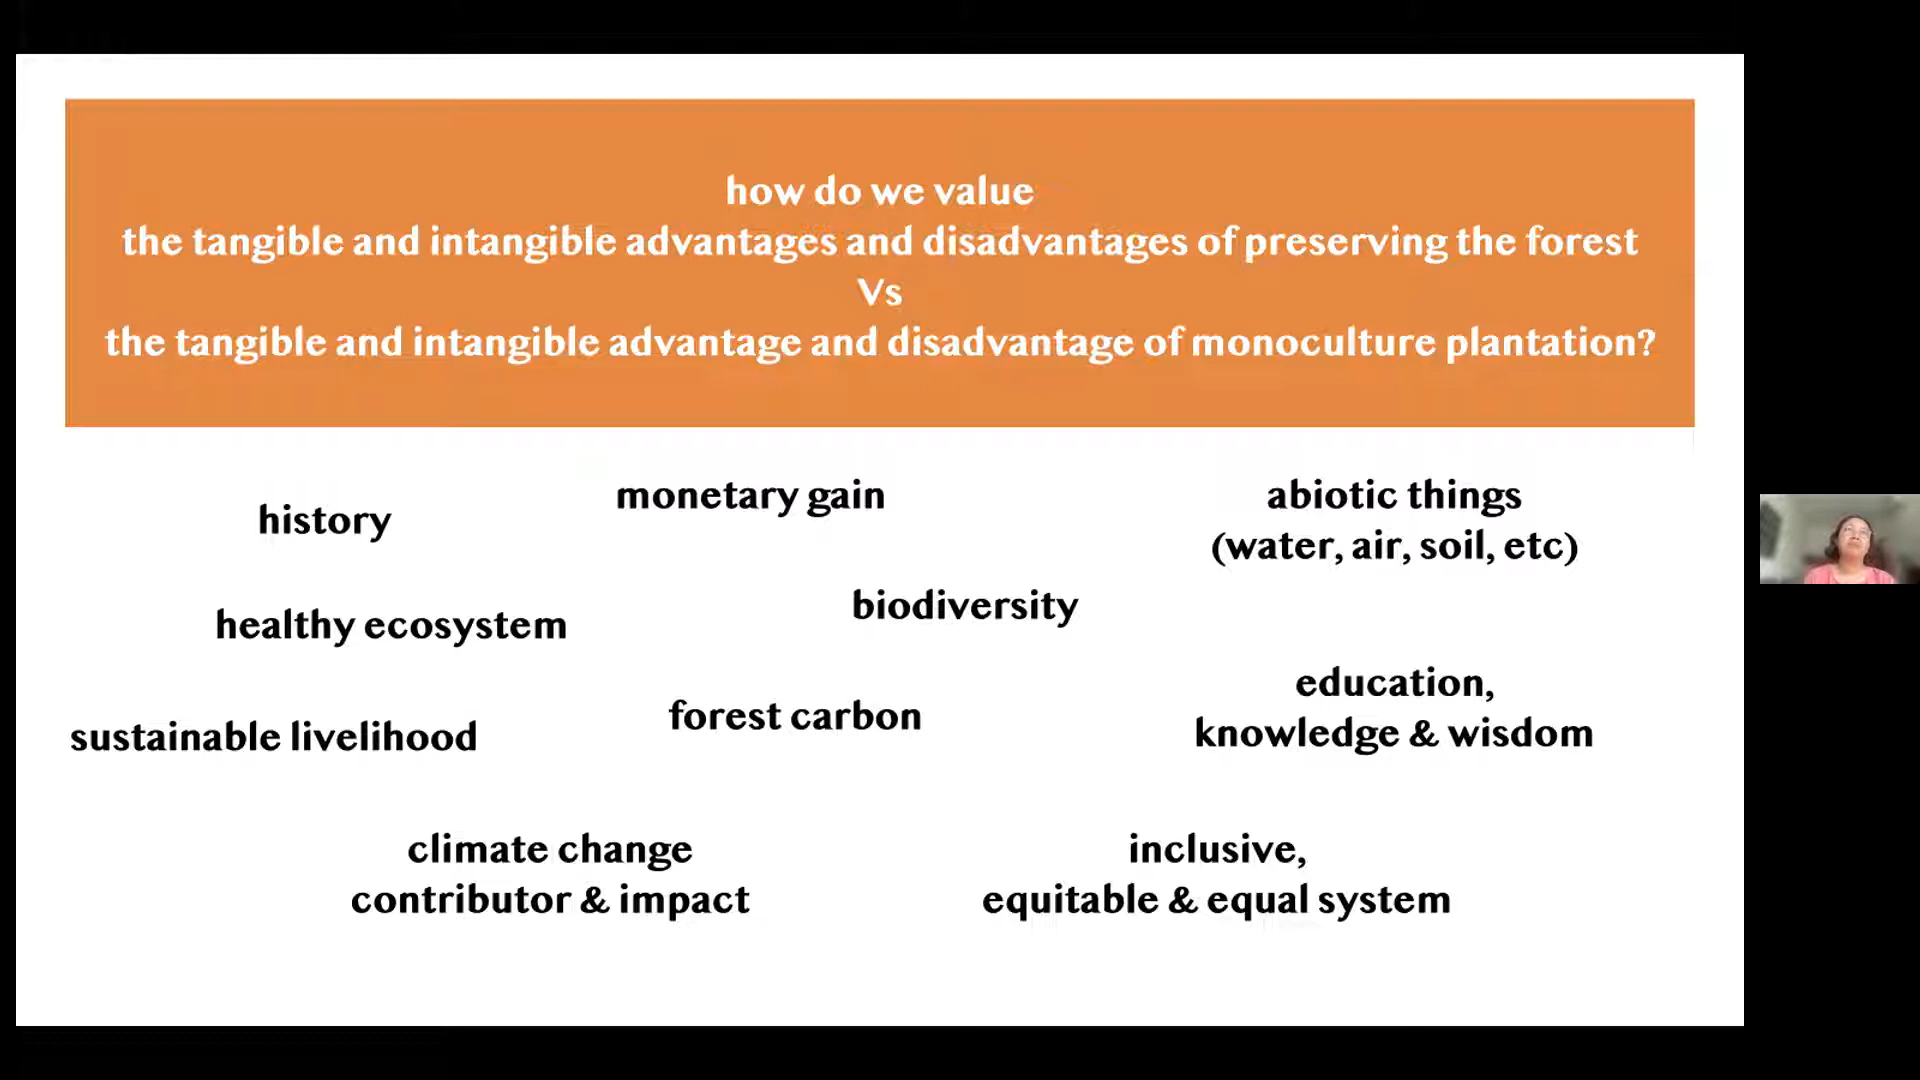 how do we value
the tangible and intangible advantages and disadvantages of preserving the forest
Vs
the tangible and intangible advantage and disadvantage of monoculture plantation?
history
monetary gain
abiotic things
(water, air, soil, etc)
healthy ecosystem
biodiversity
sustainable livelihood
forest carbon
education,
knowledge & wisdom
climate change
contributor & impact
inclusive,
equitable & equal system